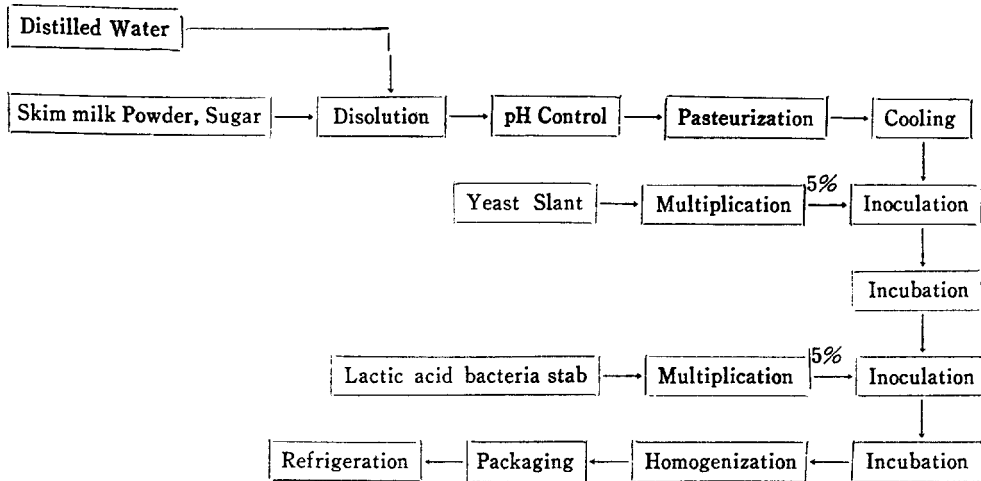 Distilled Water
Skim milk Powder, Sugar
Disolution
pH Control
Pasteurization
Cooling
Yeast Slant
Multiplication
5%
Inoculation
Incubation
Lactic acid bacteria stab
Multiplication
5%
Inoculation
Refrigeration
Packaging
Homogenization
Incubation